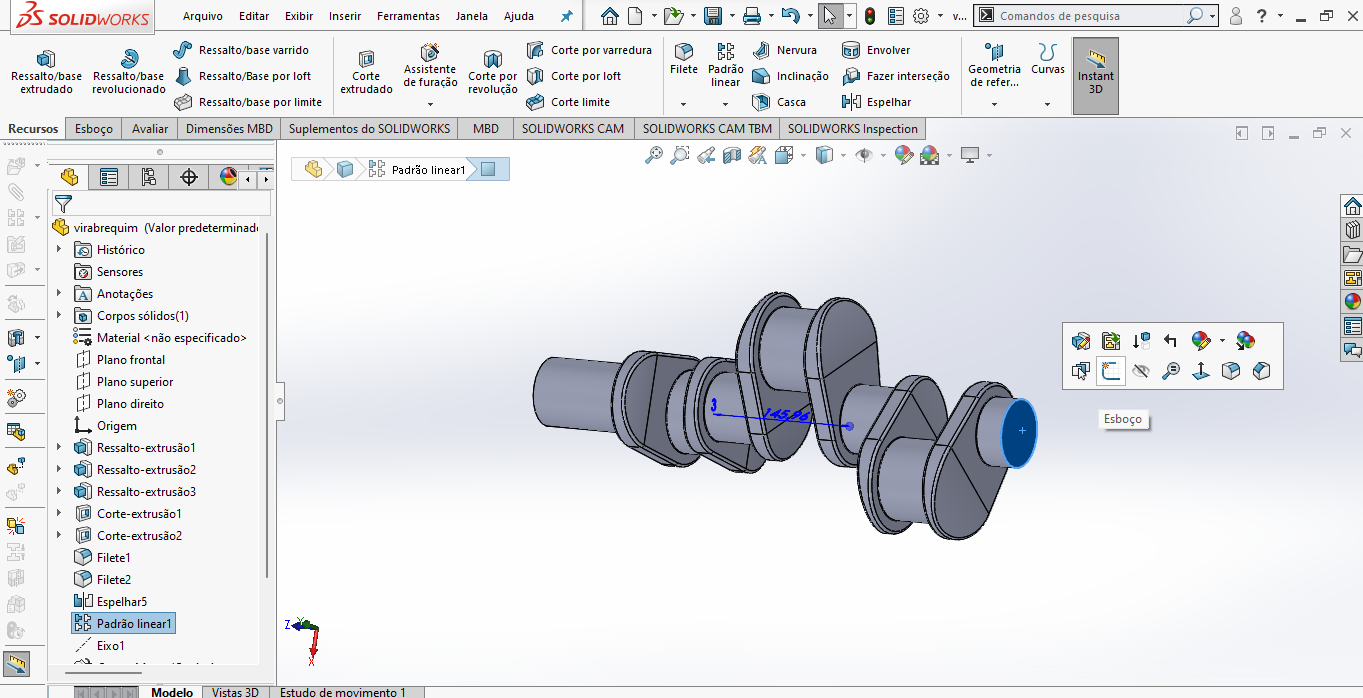 SOLIDWORKS
Arquivo Editar Exibir Inserir Ferramentas Janela Ajuda
v...
Comandos de pesquisa
?
Ressalto/base extrudado
Ressalto/base revolucionado
Ressalto/base varrido
Ressalto/Base por loft
Ressalto/base por limite
Corte extrudado
Assistente de furação
Corte por revolução
Corte por varredura
Corte por loft
Corte limite
Filete
Padrão linear
Nervura
Inclinação
Casca
Envolver
Fazer interseção
Espelhar
Geometria de refer...
Curvas
Instant 3D
Recursos Esboço Avaliar Dimensões MBD Suplementos do SOLIDWORKS MBD SOLIDWORKS CAM SOLIDWORKS CAM TBM SOLIDWORKS Inspection
Padrão linear1
virabrequim (Valor predeterminad
Histórico
Sensores
Anotações
Corpos sólidos(1)
Material <não especificado>
Plano frontal
Plano superior
Plano direito
Origem
Ressalto-extrusão1
Ressalto-extrusão2
Ressalto-extrusão3
Corte-extrusão1
Corte-extrusão2
Filete1
Filete2
Espelhar5
Padrão linear1
Eixo1
3
145,96
Esboço
Z
Y
X
Modelo Vistas 3D Estudo de movimento 1